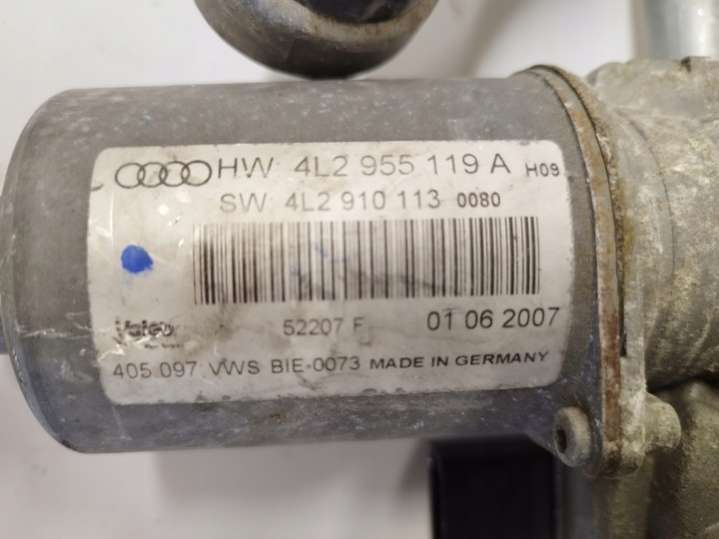 HW 4L2 955 119 A H09
SW 4L2 910 113 0080
Valeo 52207 F 01 06 2007
405.097 VWS BIE-0073 MADE IN GERMANY